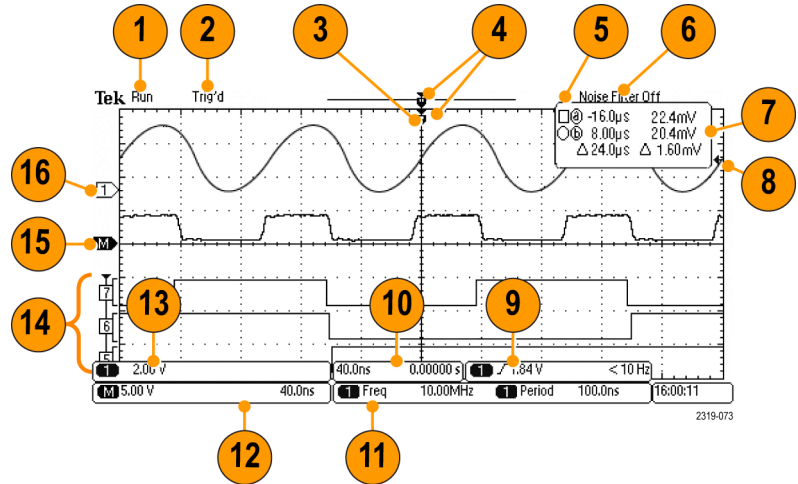 1 2 3 4 5 6
Tek Run Trig'd Noise Filter Off
ⓐ -16.0µs 22.4mV
ⓑ 8.00µs 20.4mV
Δ24.0µs Δ 1.60mV
7
8
16 1
15 M
14 7
6
5
13 10 9
1 2.00 V 40.0ns 0.00000 s 1 1.84 V < 10 Hz
M 5.00 V 40.0ns 1 Freq 10.00MHz 1 Period 100.0ns 16:00:11
2319-073
12 11